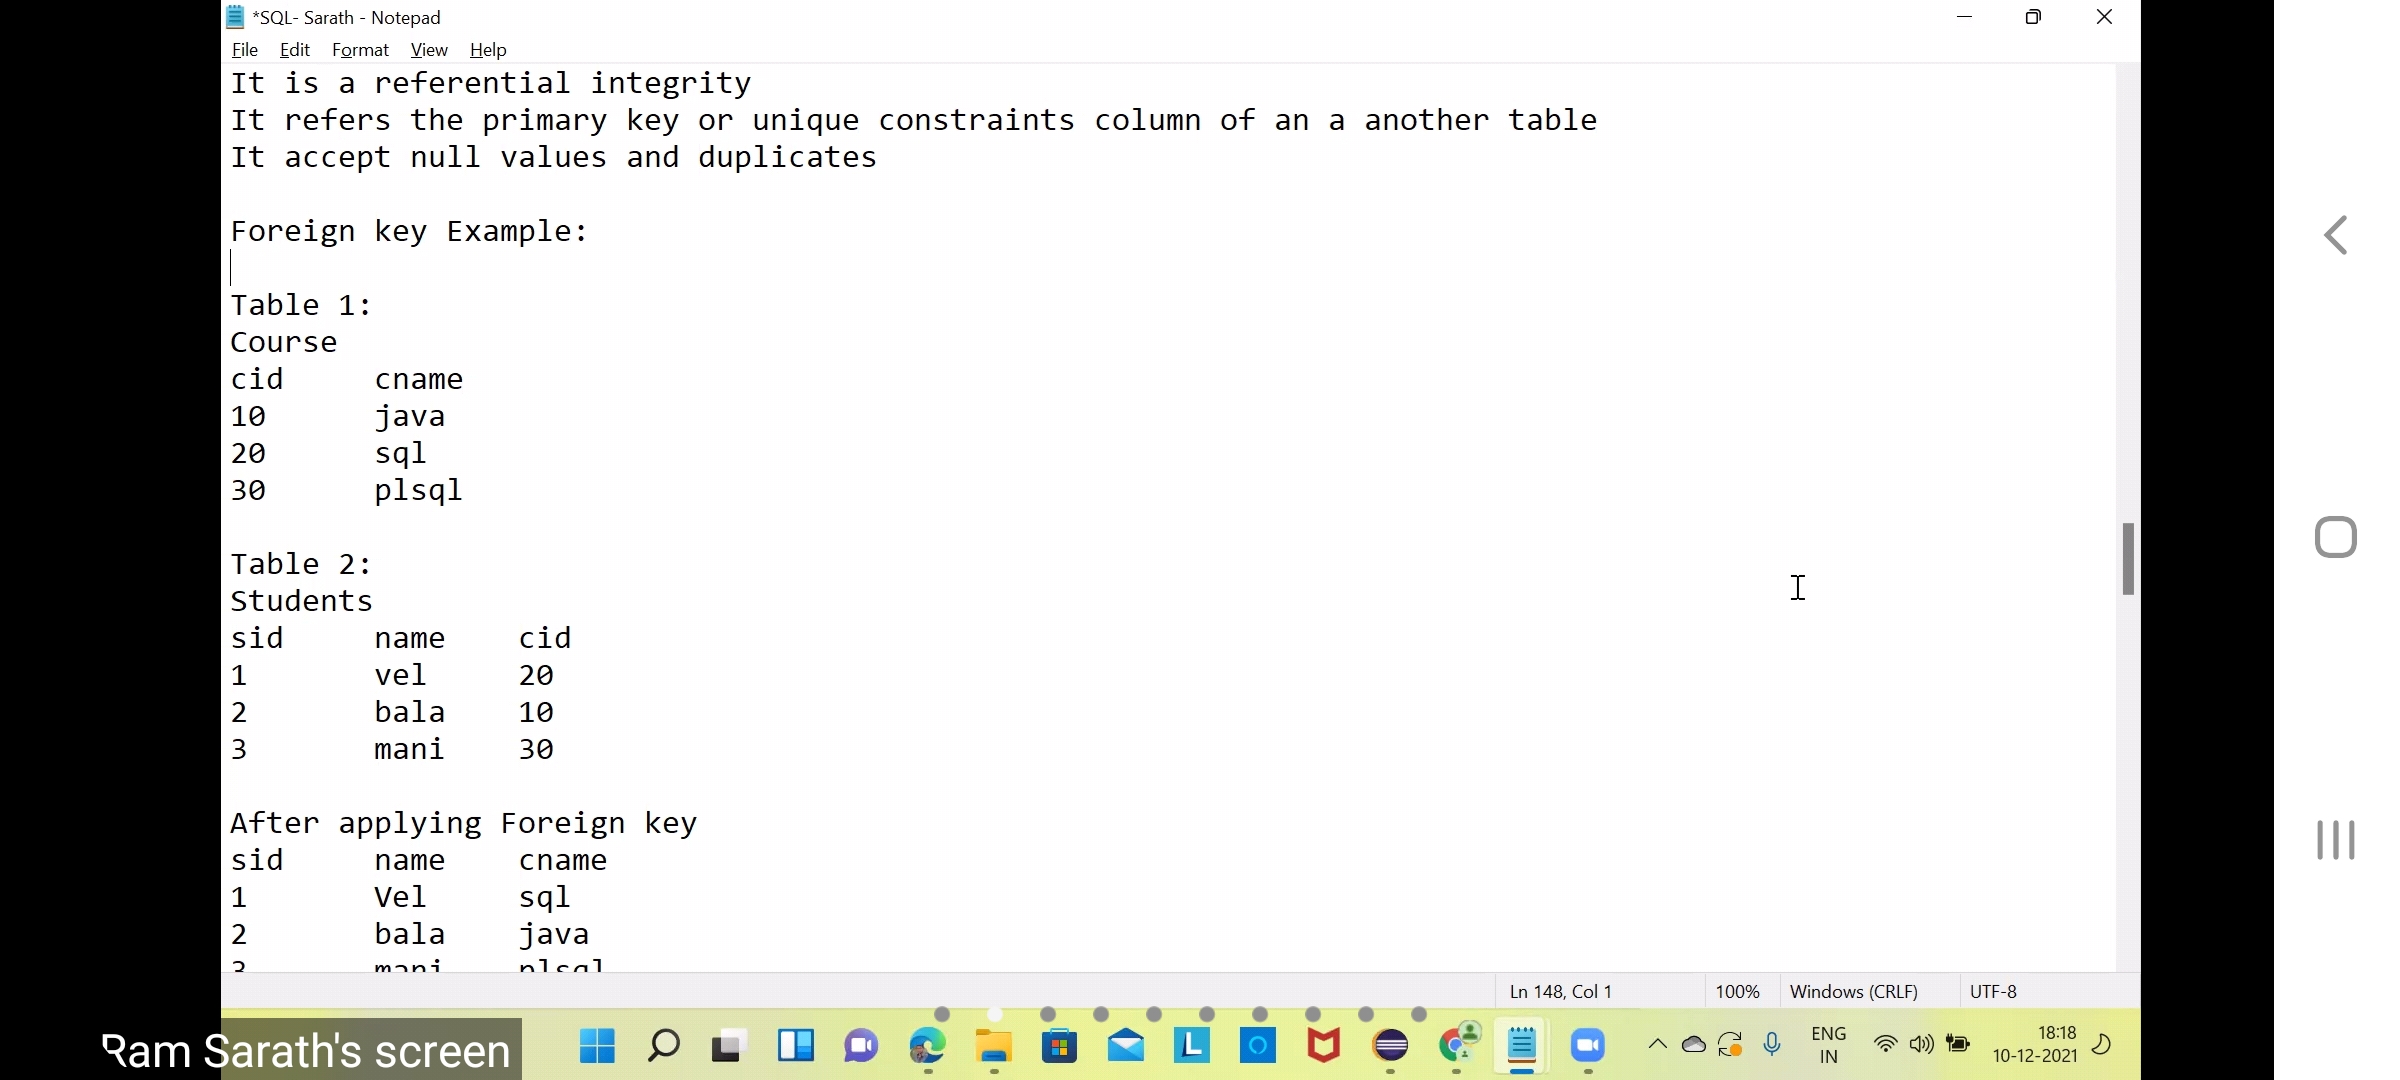 *SQL- Sarath - Notepad
File Edit Format View Help
It is a referential integrity
It refers the primary key or unique constraints column of an a another table
It accept null values and duplicates
Foreign key Example:
Table 1:
Course
cid cname
10 java
20 sql
30 plsql
Table 2:
Students
sid name cid
1 vel 20
2 bala 10
3 mani 30
After applying Foreign key
sid name cname
1 Vel sql
2 bala java
3 mani plsql
Ln 148, Col 1 100% Windows (CRLF) UTF-8
Ram Sarath's screen
L
ENG
IN
18:18
10-12-2021